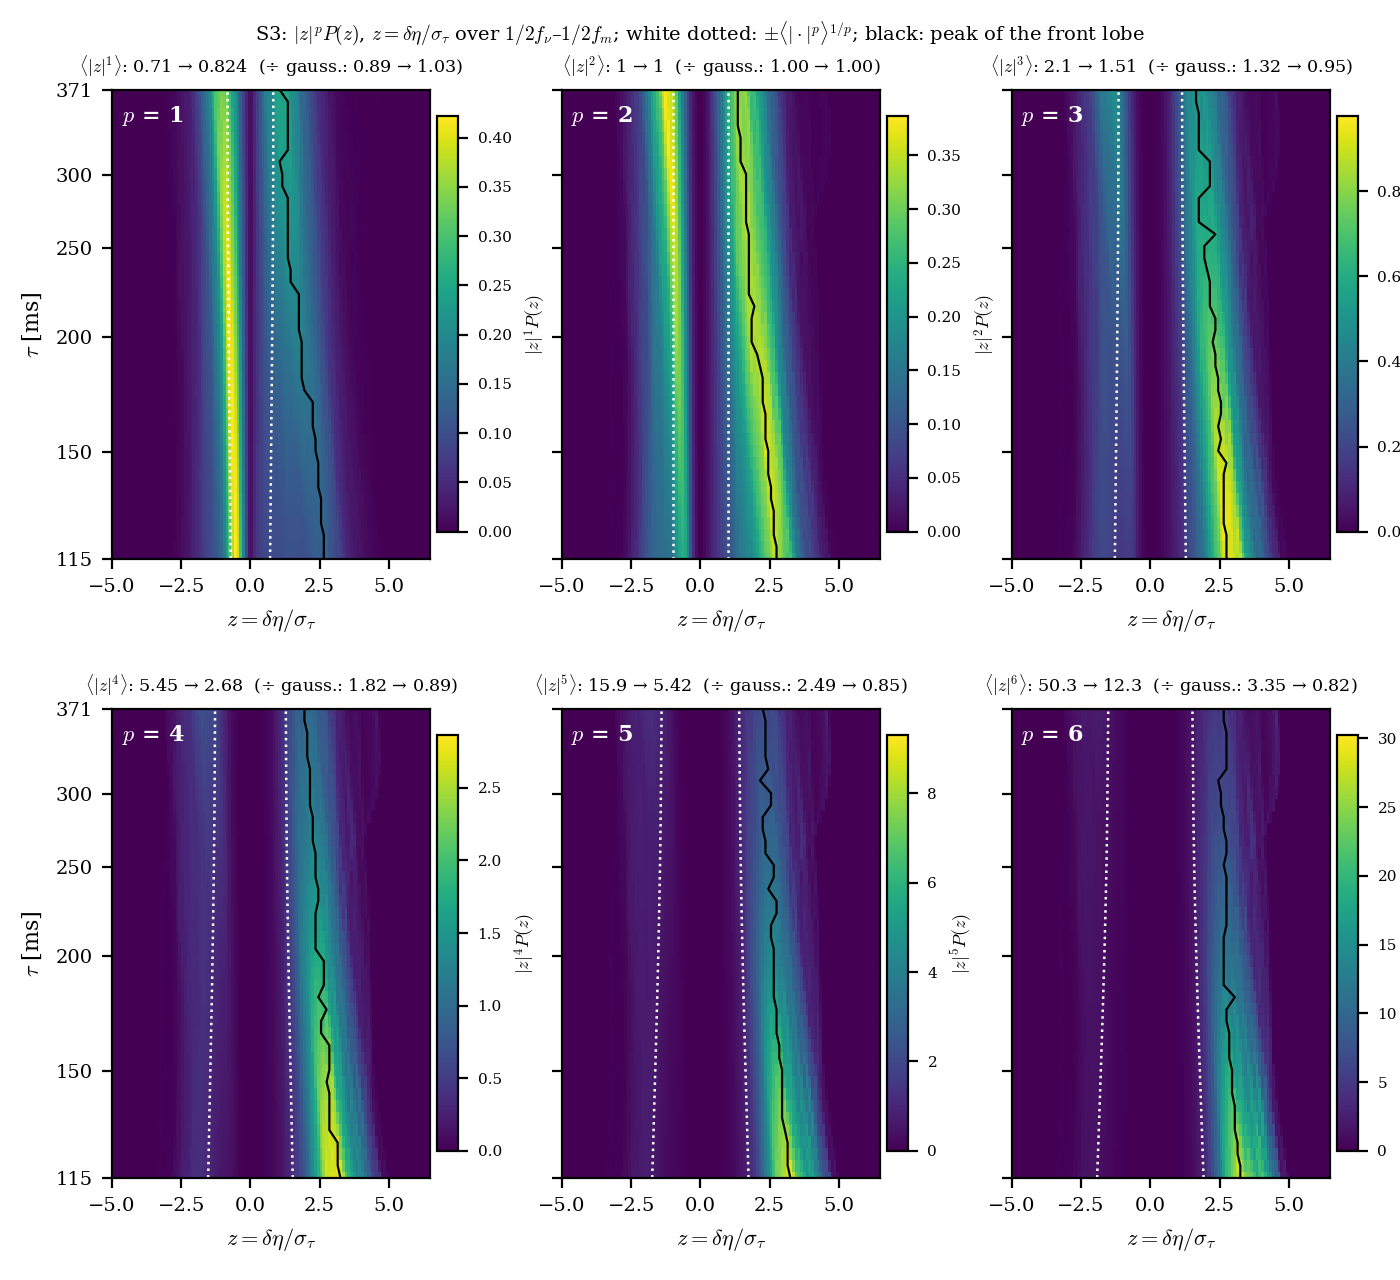 S3: |z|^p P(z), z = δη/σ_τ over 1/2f_ν–1/2f_m; white dotted: ±⟨|·|^p⟩^{1/p}; black: peak of the front lobe
⟨|z|^1⟩: 0.71 → 0.824 (÷ gauss.: 0.89 → 1.03)
⟨|z|^2⟩: 1 → 1 (÷ gauss.: 1.00 → 1.00)
⟨|z|^3⟩: 2.1 → 1.51 (÷ gauss.: 1.32 → 0.95)
p = 1
p = 2
p = 3
371
300
250
200
150
115
τ [ms]
0.40
0.35
0.30
0.25
0.20
0.15
0.10
0.05
0.00
|z|^1 P(z)
0.35
0.30
0.25
0.20
0.15
0.10
0.05
0.00
|z|^2 P(z)
0.8
0.6
0.4
0.2
0.0
−5.0 −2.5 0.0 2.5 5.0
−5.0 −2.5 0.0 2.5 5.0
−5.0 −2.5 0.0 2.5 5.0
z = δη/σ_τ
z = δη/σ_τ
z = δη/σ_τ
⟨|z|^4⟩: 5.45 → 2.68 (÷ gauss.: 1.82 → 0.89)
⟨|z|^5⟩: 15.9 → 5.42 (÷ gauss.: 2.49 → 0.85)
⟨|z|^6⟩: 50.3 → 12.3 (÷ gauss.: 3.35 → 0.82)
p = 4
p = 5
p = 6
371
300
250
200
150
115
τ [ms]
2.5
2.0
1.5
1.0
0.5
0.0
|z|^4 P(z)
8
6
4
2
0
|z|^5 P(z)
30
25
20
15
10
5
0
−5.0 −2.5 0.0 2.5 5.0
−5.0 −2.5 0.0 2.5 5.0
−5.0 −2.5 0.0 2.5 5.0
z = δη/σ_τ
z = δη/σ_τ
z = δη/σ_τ